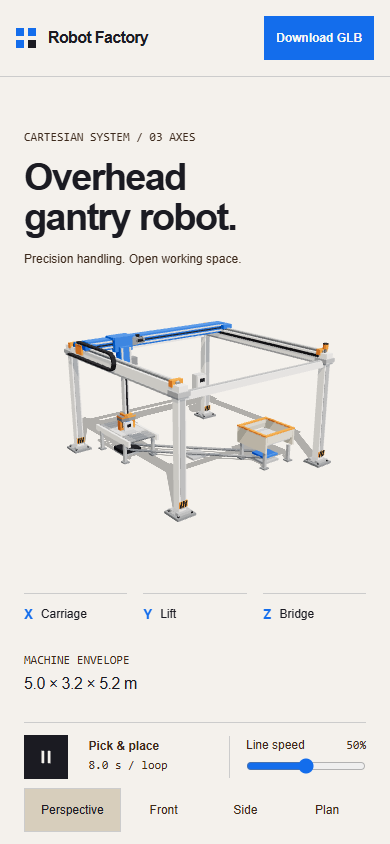 Robot Factory
Download GLB
CARTESIAN SYSTEM / 03 AXES
Overhead
gantry robot.
Precision handling. Open working space.
X Carriage
Y Lift
Z Bridge
MACHINE ENVELOPE
5.0 × 3.2 × 5.2 m
Pick & place
8.0 s / loop
Line speed 50%
Perspective
Front
Side
Plan